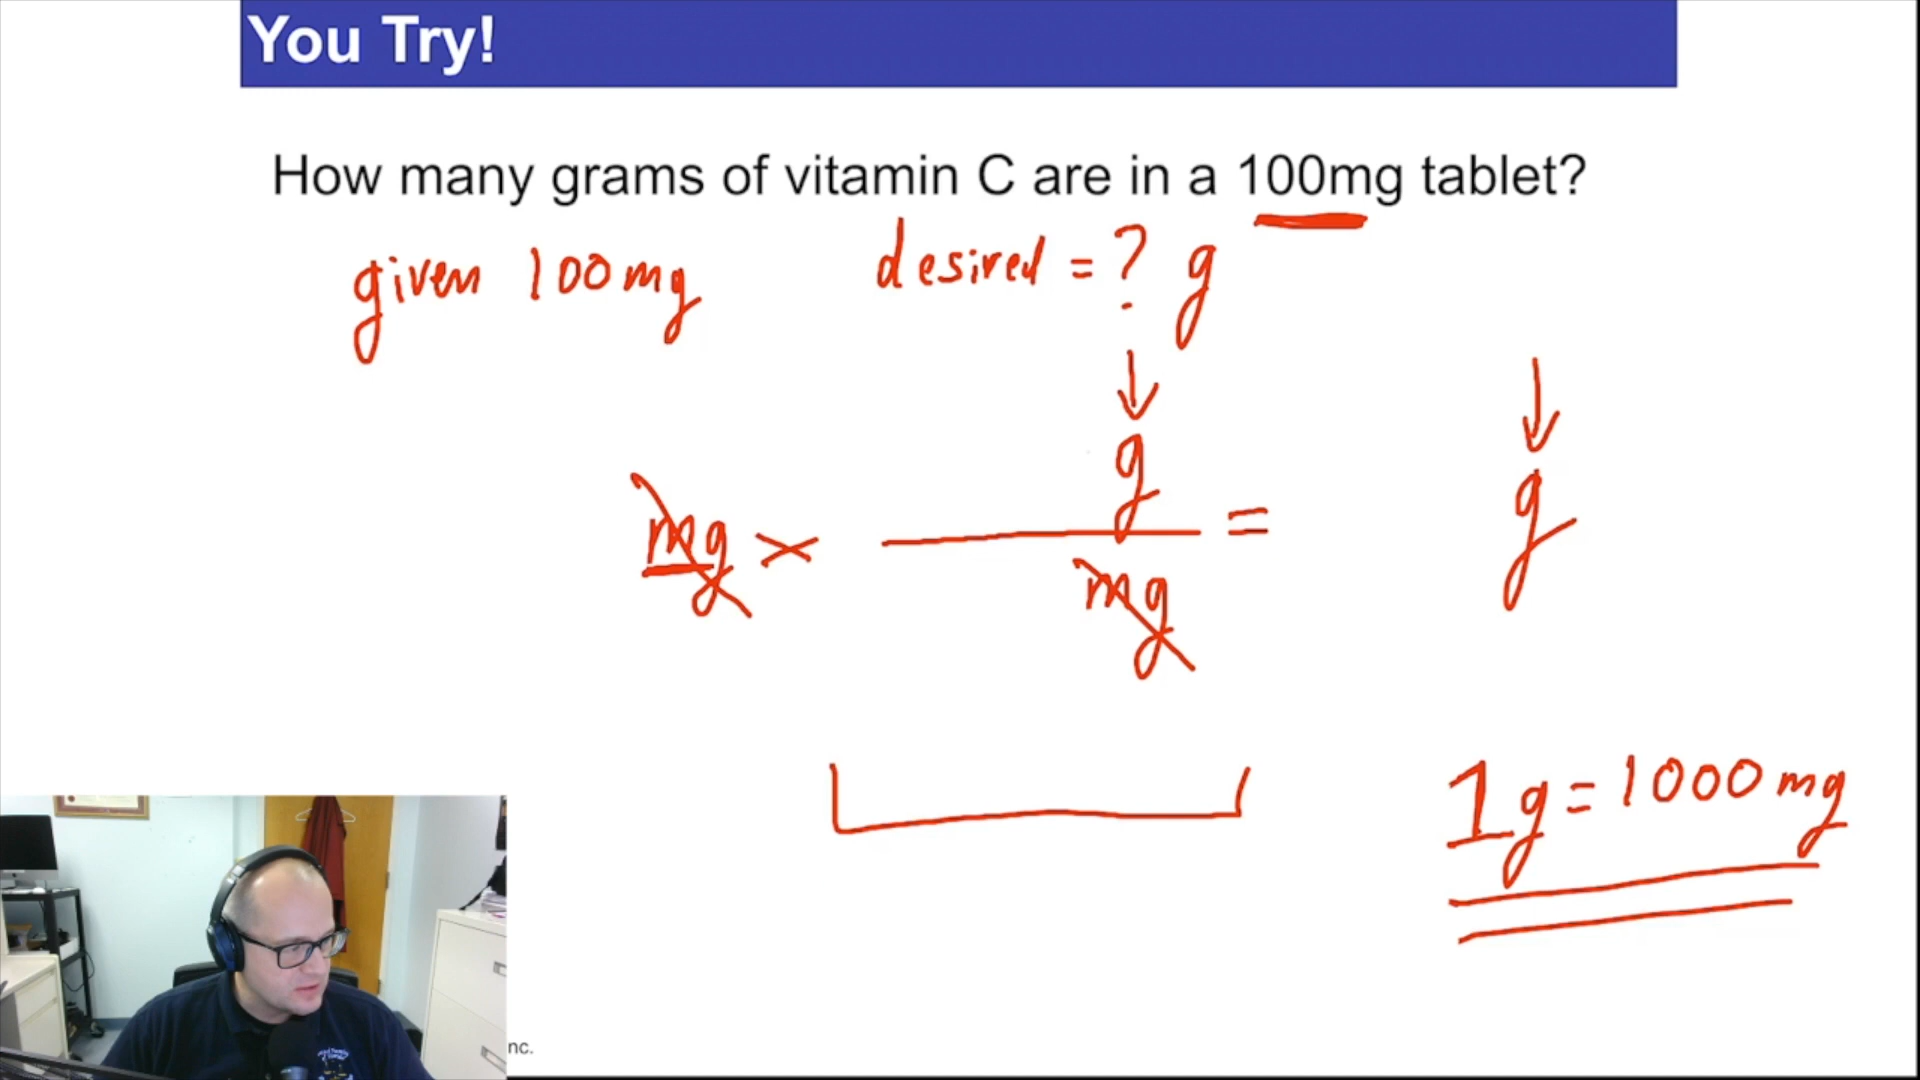 You Try!
How many grams of vitamin C are in a 100mg tablet?
given 100mg desired = ? g
g
mg × = g
mg
1g = 1000mg
nc.